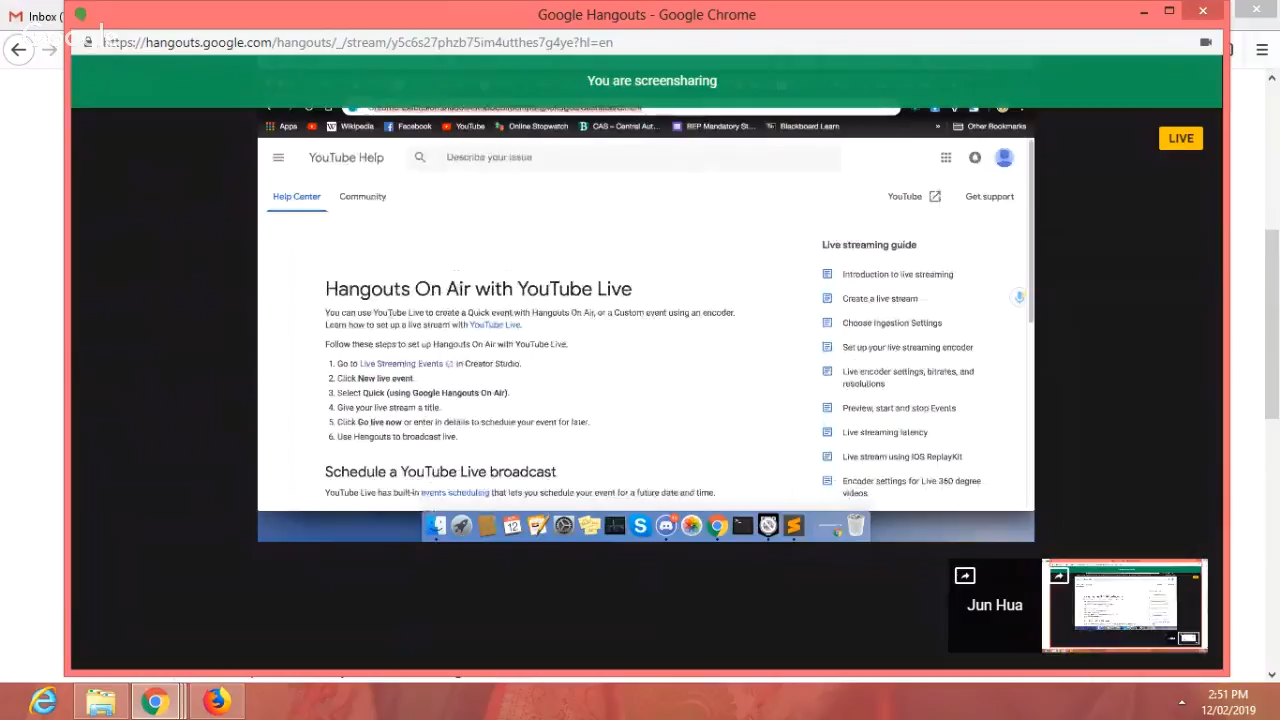 Inbox (
Google Hangouts - Google Chrome
https://hangouts.google.com/hangouts/_/stream/y5c6s27phzb75im4utthes7g4ye?hl=en
You are screensharing
LIVE
Apps Wikipedia Facebook YouTube Online Stopwatch CAS – Central Aut... BEP Mandatory St... Blackboard Learn » Other Bookmarks
YouTube Help
Describe your issue
Help Center Community
YouTube Get support
Hangouts On Air with YouTube Live
You can use YouTube Live to create a Quick event with Hangouts On Air, or a Custom event using an encoder.
Learn how to set up a live stream with YouTube Live.
Follow these steps to set up Hangouts On Air with YouTube Live.
1. Go to Live Streaming Events in Creator Studio.
2. Click New live event.
3. Select Quick (using Google Hangouts On Air).
4. Give your live stream a title.
5. Click Go live now or enter in details to schedule your event for later.
6. Use Hangouts to broadcast live.
Schedule a YouTube Live broadcast
YouTube Live has built-in events scheduling that lets you schedule your event for a future date and time.
Live streaming guide
Introduction to live streaming
Create a live stream
Choose Ingestion Settings
Set up your live streaming encoder
Live encoder settings, bitrates, and
resolutions
Preview, start and stop Events
Live streaming latency
Live stream using iOS ReplayKit
Encoder settings for Live 360 degree
videos
12
Jun Hua
2:51 PM
12/02/2019